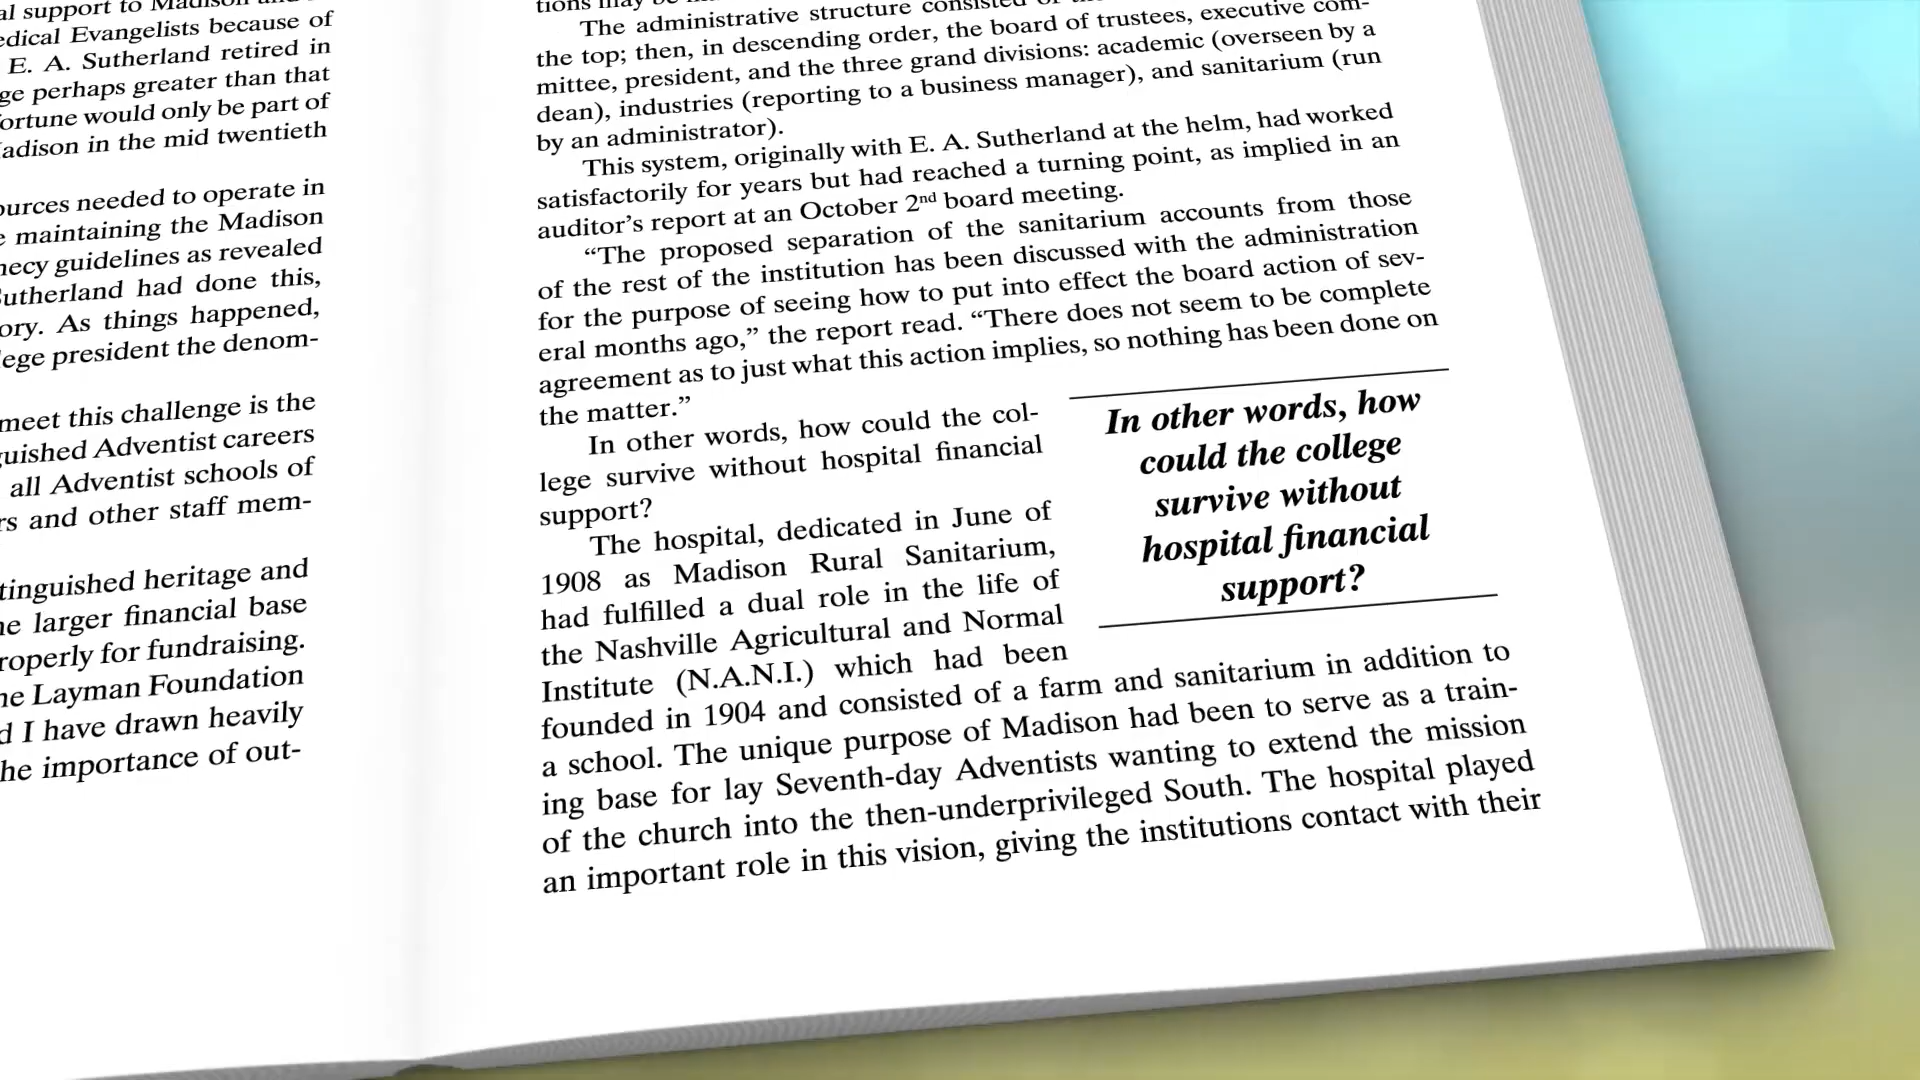 al support to Madison and
edical Evangelists because of
E. A. Sutherland retired in
ge perhaps greater than that
ortune would only be part of
adison in the mid twentieth
ources needed to operate in
e maintaining the Madison
hecy guidelines as revealed
Sutherland had done this,
ory. As things happened,
lege president the denom-
meet this challenge is the
guished Adventist careers
all Adventist schools of
rs and other staff mem-
tinguished heritage and
he larger financial base
roperly for fundraising.
he Layman Foundation
d I have drawn heavily
he importance of out-
tions may be
The administrative structure consisted of
the top; then, in descending order, the board of trustees, executive com-
mittee, president, and the three grand divisions: academic (overseen by a
dean), industries (reporting to a business manager), and sanitarium (run
by an administrator).
This system, originally with E. A. Sutherland at the helm, had worked
satisfactorily for years but had reached a turning point, as implied in an
auditor’s report at an October 2nd board meeting.
“The proposed separation of the sanitarium accounts from those
of the rest of the institution has been discussed with the administration
for the purpose of seeing how to put into effect the board action of sev-
eral months ago,” the report read. “There does not seem to be complete
agreement as to just what this action implies, so nothing has been done on
the matter.”
In other words, how could the col-
lege survive without hospital financial
support?
The hospital, dedicated in June of
1908 as Madison Rural Sanitarium,
had fulfilled a dual role in the life of
the Nashville Agricultural and Normal
Institute (N.A.N.I.) which had been
founded in 1904 and consisted of a farm and sanitarium in addition to
a school. The unique purpose of Madison had been to serve as a train-
ing base for lay Seventh-day Adventists wanting to extend the mission
of the church into the then-underprivileged South. The hospital played
an important role in this vision, giving the institutions contact with their
In other words, how
could the college
survive without
hospital financial
support?